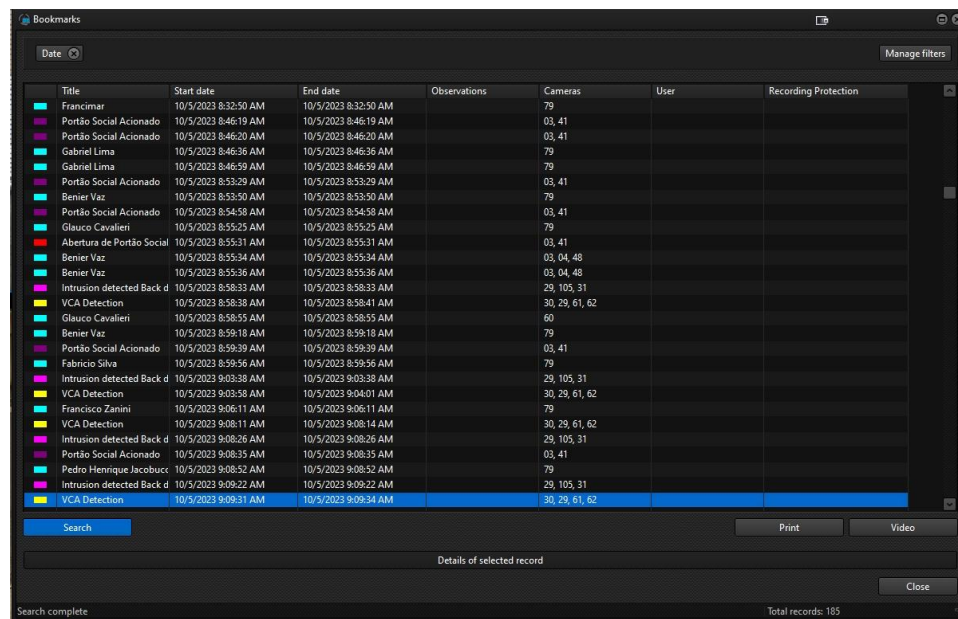 Bookmarks
Date
Manage filters
Title Start date End date Observations Cameras User Recording Protection
Francimar 10/5/2023 8:32:50 AM 10/5/2023 8:32:50 AM 79
Portão Social Acionado 10/5/2023 8:46:19 AM 10/5/2023 8:46:19 AM 03, 41
Portão Social Acionado 10/5/2023 8:46:20 AM 10/5/2023 8:46:20 AM 03, 41
Gabriel Lima 10/5/2023 8:46:36 AM 10/5/2023 8:46:36 AM 79
Gabriel Lima 10/5/2023 8:46:59 AM 10/5/2023 8:46:59 AM 79
Portão Social Acionado 10/5/2023 8:53:29 AM 10/5/2023 8:53:29 AM 03, 41
Benier Vaz 10/5/2023 8:53:50 AM 10/5/2023 8:53:50 AM 79
Portão Social Acionado 10/5/2023 8:54:58 AM 10/5/2023 8:54:58 AM 03, 41
Glauco Cavalieri 10/5/2023 8:55:25 AM 10/5/2023 8:55:25 AM 79
Abertura de Portão Social 10/5/2023 8:55:31 AM 10/5/2023 8:55:31 AM 03, 41
Benier Vaz 10/5/2023 8:55:34 AM 10/5/2023 8:55:34 AM 03, 04, 48
Benier Vaz 10/5/2023 8:55:36 AM 10/5/2023 8:55:36 AM 03, 04, 48
Intrusion detected Back d 10/5/2023 8:58:33 AM 10/5/2023 8:58:33 AM 29, 105, 31
VCA Detection 10/5/2023 8:58:38 AM 10/5/2023 8:58:41 AM 30, 29, 61, 62
Glauco Cavalieri 10/5/2023 8:58:55 AM 10/5/2023 8:58:55 AM 60
Benier Vaz 10/5/2023 8:59:18 AM 10/5/2023 8:59:18 AM 79
Portão Social Acionado 10/5/2023 8:59:39 AM 10/5/2023 8:59:39 AM 03, 41
Fabricio Silva 10/5/2023 8:59:56 AM 10/5/2023 8:59:56 AM 79
Intrusion detected Back d 10/5/2023 9:03:38 AM 10/5/2023 9:03:38 AM 29, 105, 31
VCA Detection 10/5/2023 9:03:58 AM 10/5/2023 9:04:01 AM 30, 29, 61, 62
Francisco Zanini 10/5/2023 9:06:11 AM 10/5/2023 9:06:11 AM 79
VCA Detection 10/5/2023 9:08:11 AM 10/5/2023 9:08:14 AM 30, 29, 61, 62
Intrusion detected Back d 10/5/2023 9:08:26 AM 10/5/2023 9:08:26 AM 29, 105, 31
Portão Social Acionado 10/5/2023 9:08:35 AM 10/5/2023 9:08:35 AM 03, 41
Pedro Henrique Jacobucc 10/5/2023 9:08:52 AM 10/5/2023 9:08:52 AM 79
Intrusion detected Back d 10/5/2023 9:09:22 AM 10/5/2023 9:09:22 AM 29, 105, 31
VCA Detection 10/5/2023 9:09:31 AM 10/5/2023 9:09:34 AM 30, 29, 61, 62
Search Print Video
Details of selected record
Close
Search complete Total records: 185